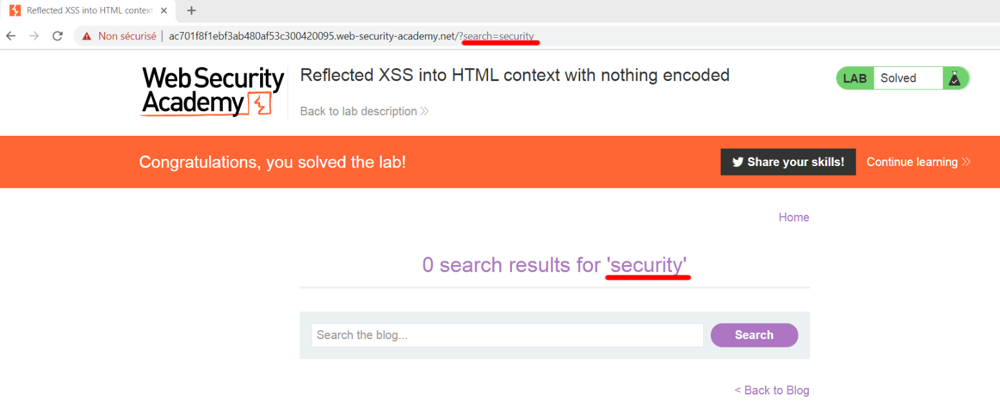 Reflected XSS into HTML context
Non sécurisé | ac701f8f1ebf3ab480af53c300420095.web-security-academy.net/?search=security
Web Security
Academy
Reflected XSS into HTML context with nothing encoded
Back to lab description
LAB Solved
Congratulations, you solved the lab!
Share your skills!
Continue learning
Home
0 search results for 'security'
Search the blog...
Search
< Back to Blog